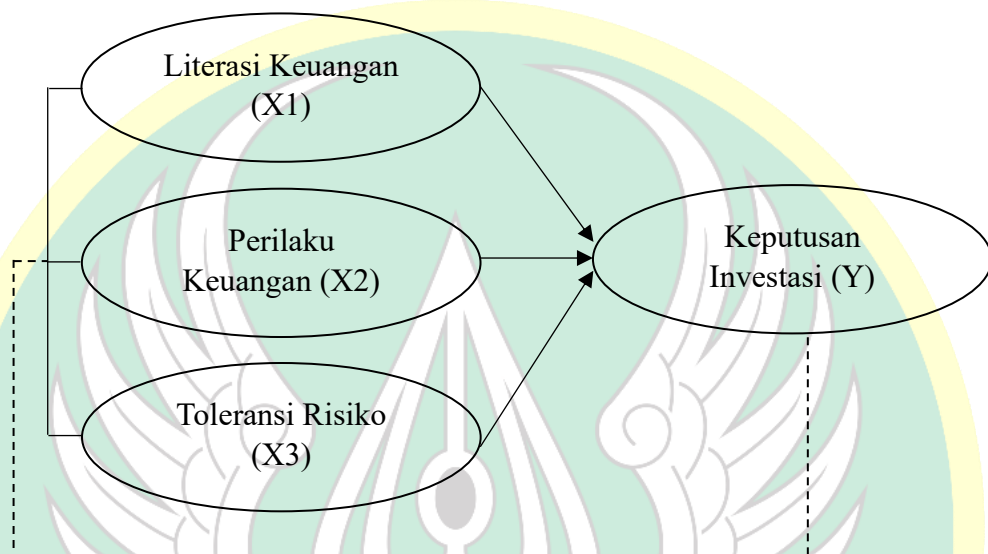 Literasi Keuangan
(X1)
Perilaku
Keuangan (X2)
Toleransi Risiko
(X3)
Keputusan
Investasi (Y)